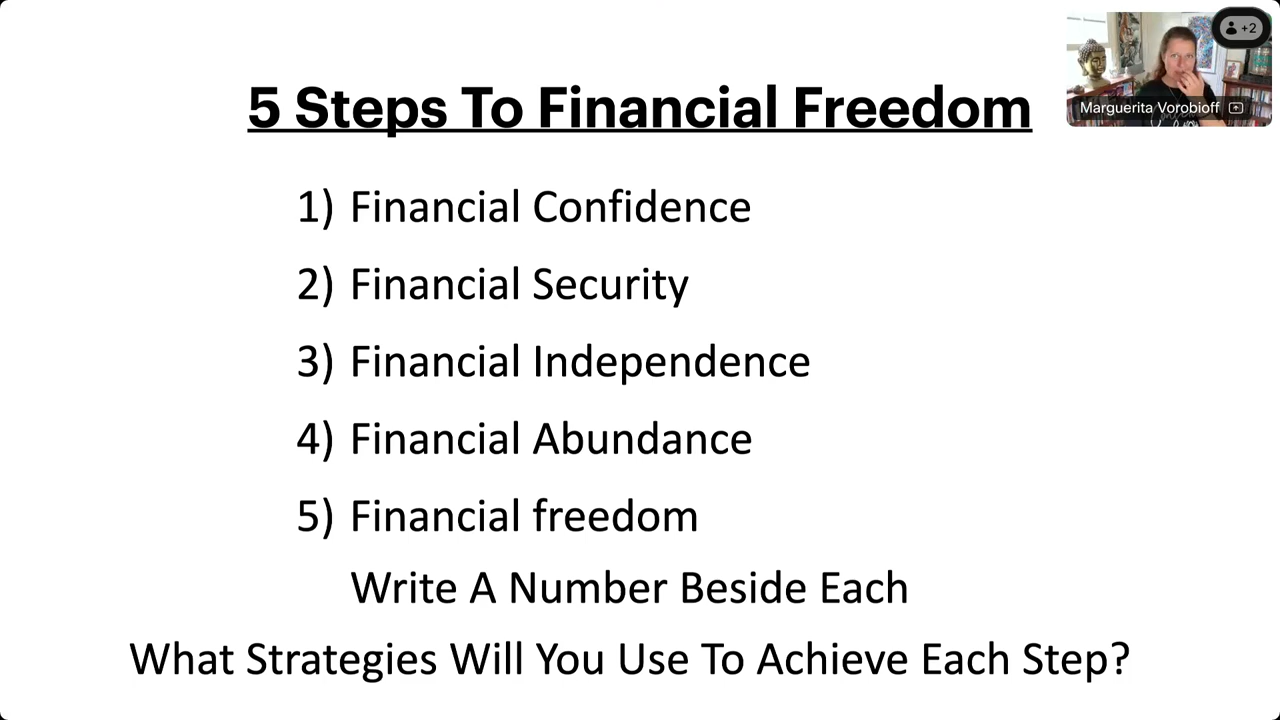 5 Steps To Financial Freedom
+2
Marguerita Vorobioff
1) Financial Confidence
2) Financial Security
3) Financial Independence
4) Financial Abundance
5) Financial freedom
Write A Number Beside Each
What Strategies Will You Use To Achieve Each Step?